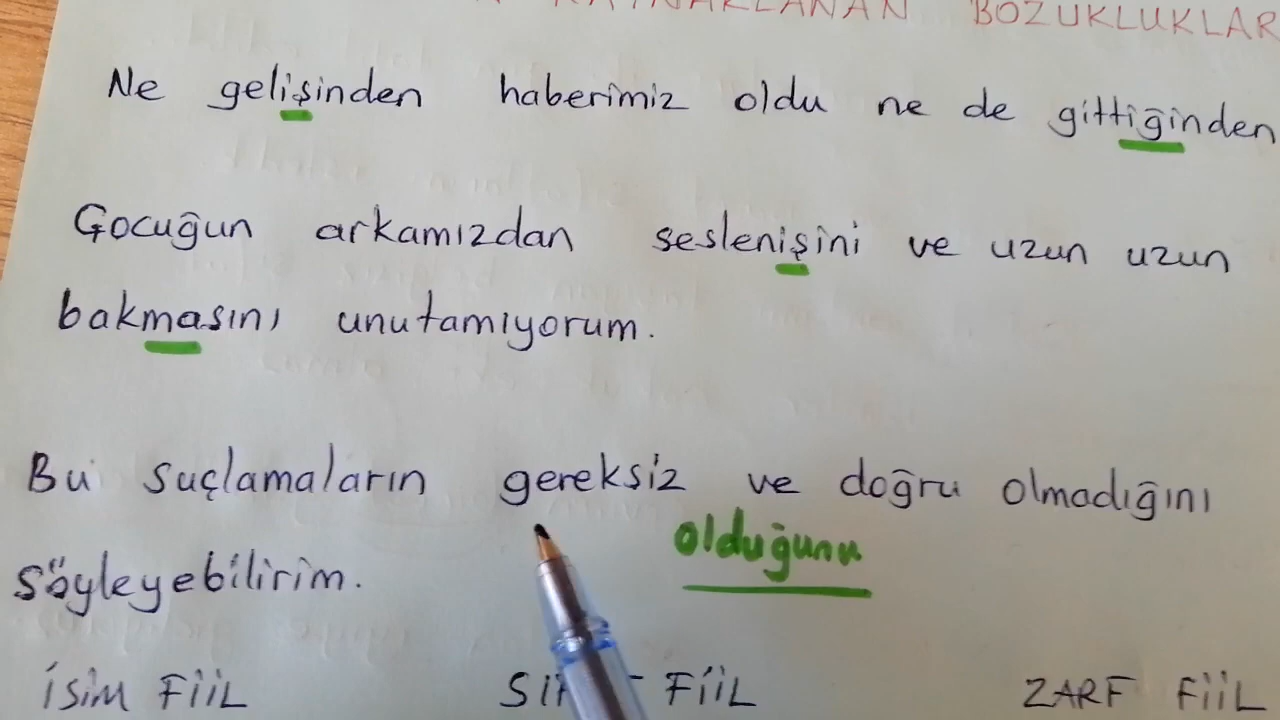 BOZUKLUKLAR
Ne gelişinden haberimiz oldu ne de gittiğinden
Çocuğun arkamızdan seslenişini ve uzun uzun
bakmasını unutamıyorum.
Bu suçlamaların gereksiz ve doğru olmadığını
olduğunu
söyleyebilirim.
İSİM FİİL FİİL ZARF FİİL